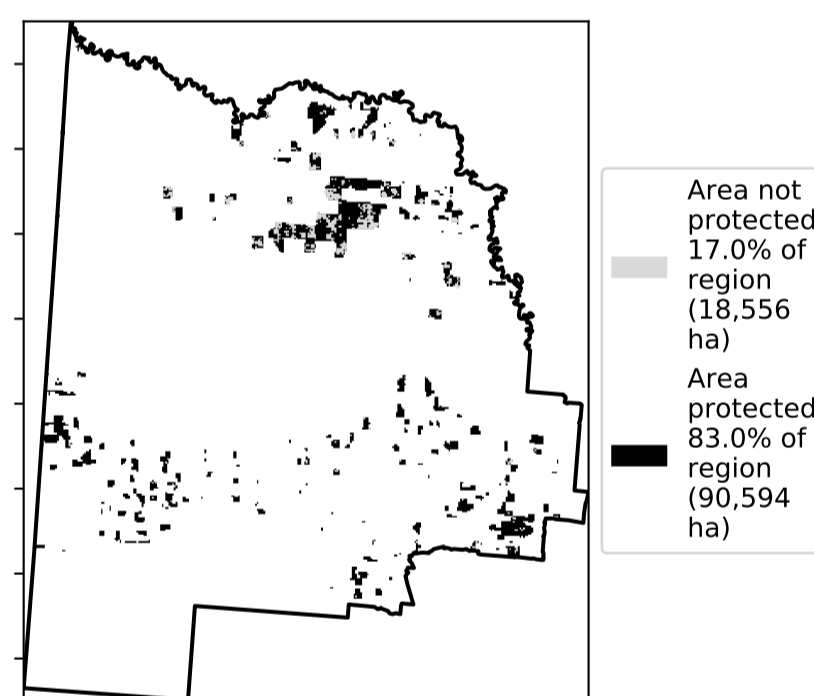 Area not
protected
17.0% of
region
(18,556
ha)
Area
protected
83.0% of
region
(90,594
ha)